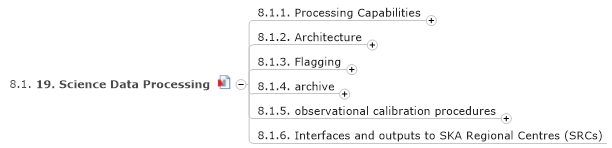 8.1. 19. Science Data Processing
8.1.1. Processing Capabilities
8.1.2. Architecture
8.1.3. Flagging
8.1.4. archive
8.1.5. observational calibration procedures
8.1.6. Interfaces and outputs to SKA Regional Centres (SRCs)